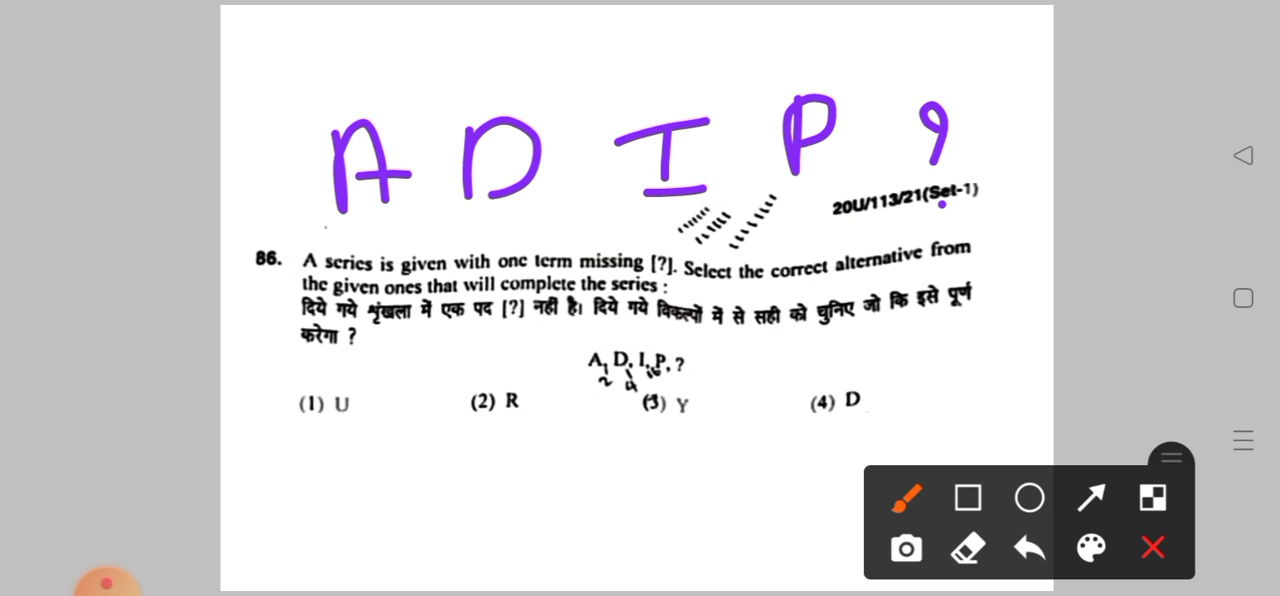 A D I P ?
20U/113/21(Set-1)
86. A series is given with one term missing [?]. Select the correct alternative from
the given ones that will complete the series :
दिये गये शृंखला में एक पद [?] नहीं है। दिये गये विकल्पों में से सही को चुनिए जो कि इसे पूर्ण
करेगा ?
A, D, I, P, ?
(1) U (2) R (3) Y (4) D